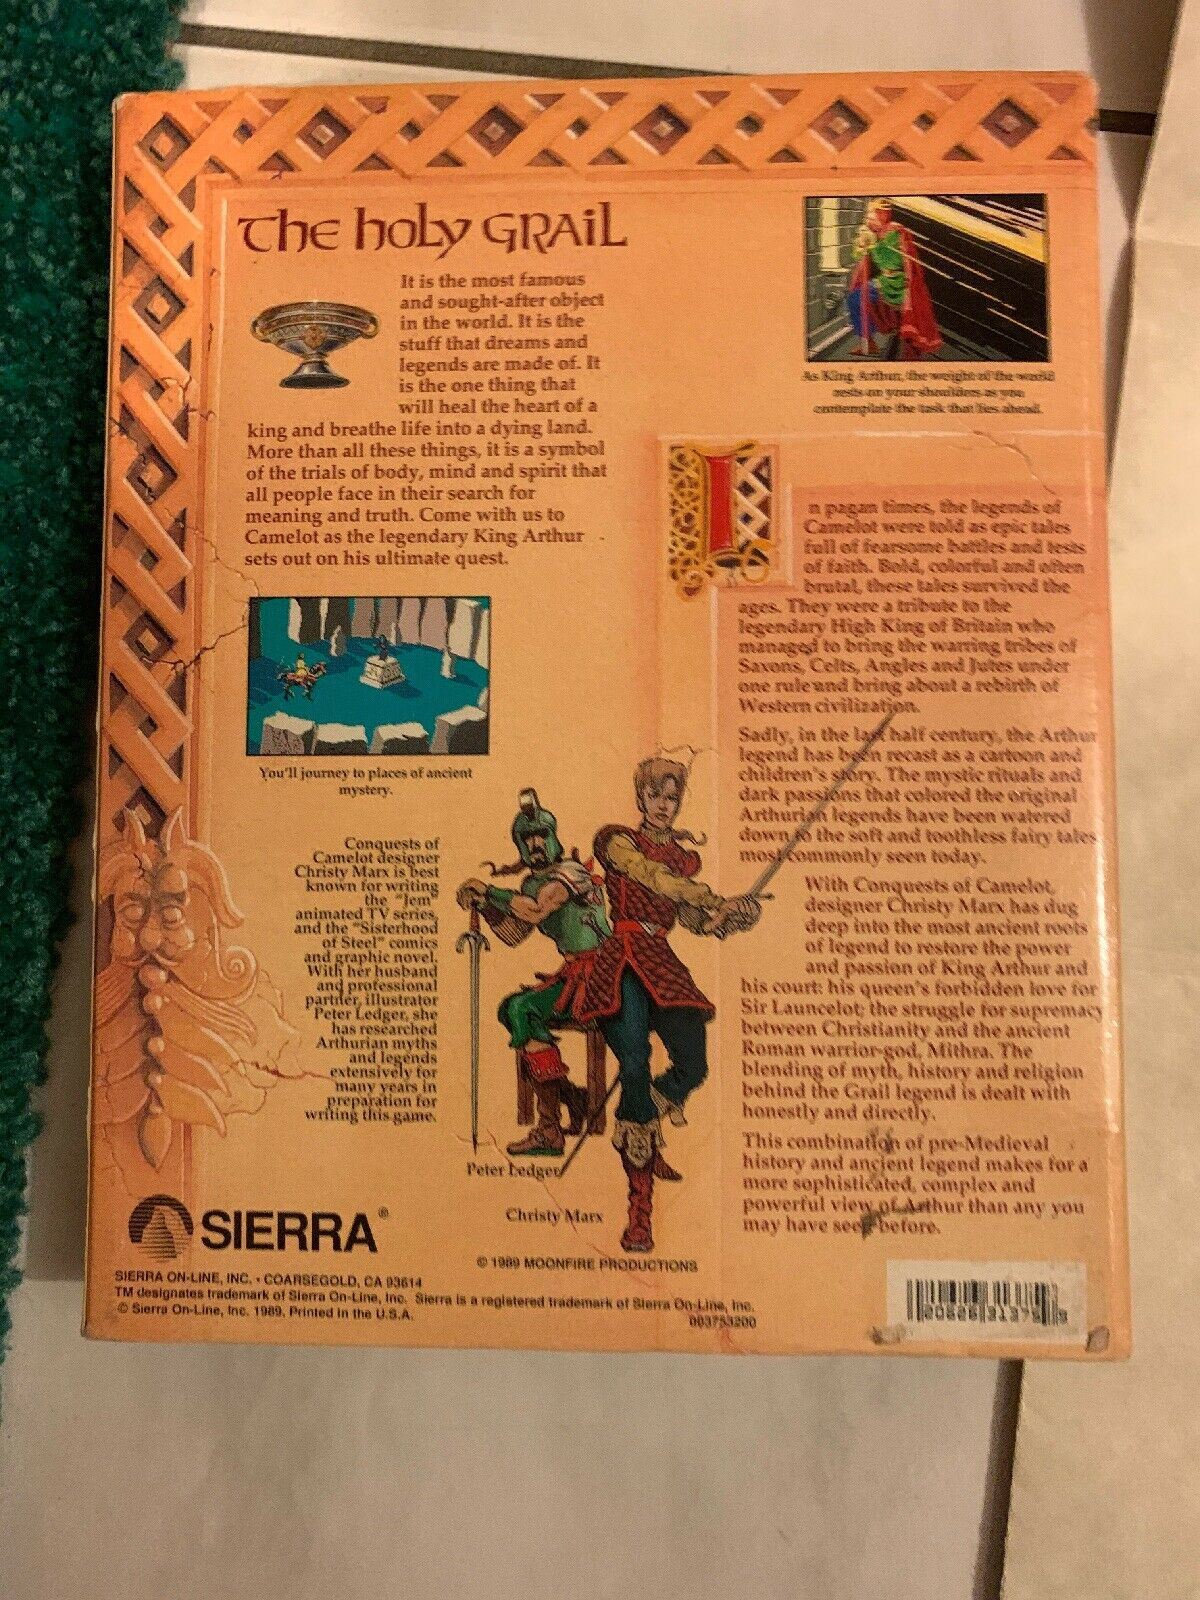 The Holy Grail
It is the most famous
and sought-after object
in the world. It is the
stuff that dreams and
legends are made of. It
is the one thing that
will heal the heart of a
king and breathe life into a dying land.
More than all these things, it is a symbol
of the trials of body, mind and spirit that
all people face in their search for
meaning and truth. Come with us to
Camelot as the legendary King Arthur
sets out on his ultimate quest.
You'll journey to places of ancient
mystery.
Conquests of
Camelot designer
Christy Marx is best
known for writing
the "Jem"
animated TV series,
and the "Sisterhood
of Steel" comics
and graphic novel.
With her husband
and professional
partner, illustrator
Peter Ledger, she
has researched
Arthurian myths
and legends
extensively for
many years in
preparation for
writing this game.
Peter Ledger
Christy Marx
As King Arthur, the weight of the world
rests on your shoulders as you
contemplate the task that lies ahead.
In pagan times, the legends of
Camelot were told as epic tales
full of fearsome battles and tests
of faith. Bold, colorful and often
brutal, these tales survived the
ages. They were a tribute to the
legendary High King of Britain who
managed to bring the warring tribes of
Saxons, Celts, Angles and Jutes under
one rule and bring about a rebirth of
Western civilization.
Sadly, in the last half century, the Arthur
legend has been recast as a cartoon and
children's story. The mystic rituals and
dark passions that colored the original
Arthurian legends have been watered
down to the soft and toothless fairy tales
most commonly seen today.
With Conquests of Camelot,
designer Christy Marx has dug
deep into the most ancient roots
of legend to restore the power
and passion of King Arthur and
his court: his queen's forbidden love for
Sir Launcelot; the struggle for supremacy
between Christianity and the ancient
Roman warrior-god, Mithra. The
blending of myth, history and religion
behind the Grail legend is dealt with
honestly and directly.
This combination of pre-Medieval
history and ancient legend makes for a
more sophisticated, complex and
powerful view of Arthur than any you
may have seen before.
SIERRA®
© 1989 MOONFIRE PRODUCTIONS
SIERRA ON-LINE, INC. • COARSEGOLD, CA 93614
TM designates trademark of Sierra On-Line, Inc. Sierra is a registered trademark of Sierra On-Line, Inc.
© Sierra On-Line, Inc. 1989. Printed in the U.S.A.
003753200